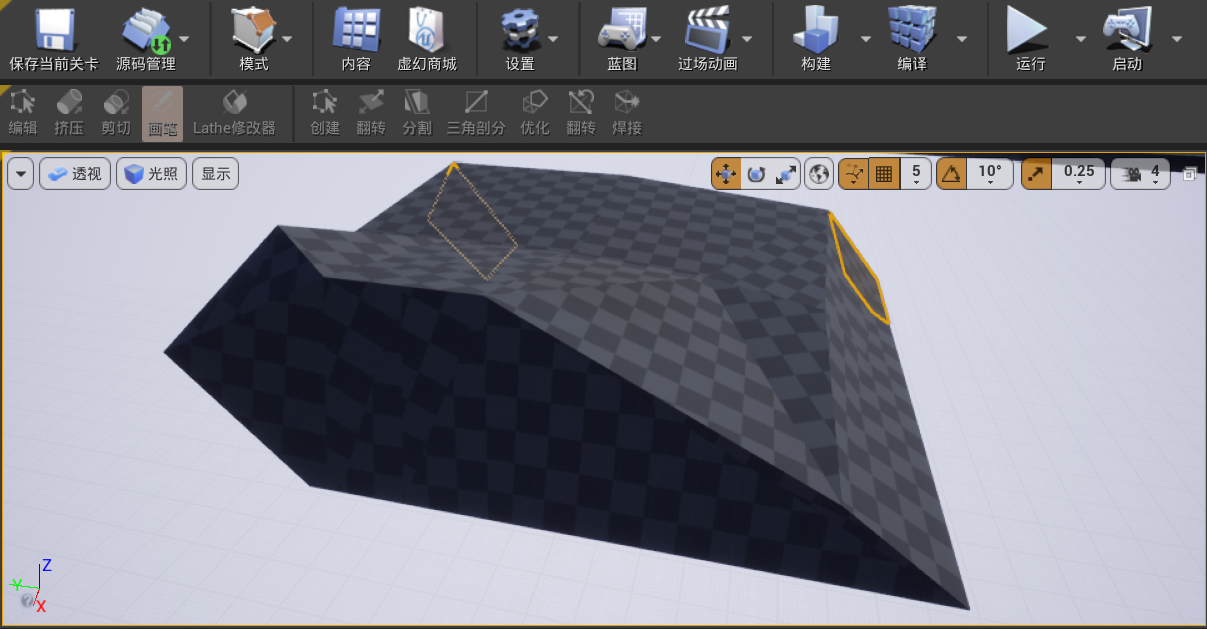 保存当前关卡 源码管理 模式 内容 虚幻商城 设置 蓝图 过场动画 构建 编译 运行 启动
编辑 挤压 剪切 画笔 Lathe修改器 创建 翻转 分割 三角剖分 优化 翻转 焊接
透视 光照 显示 5 10° 0.25 4
Z
Y
X